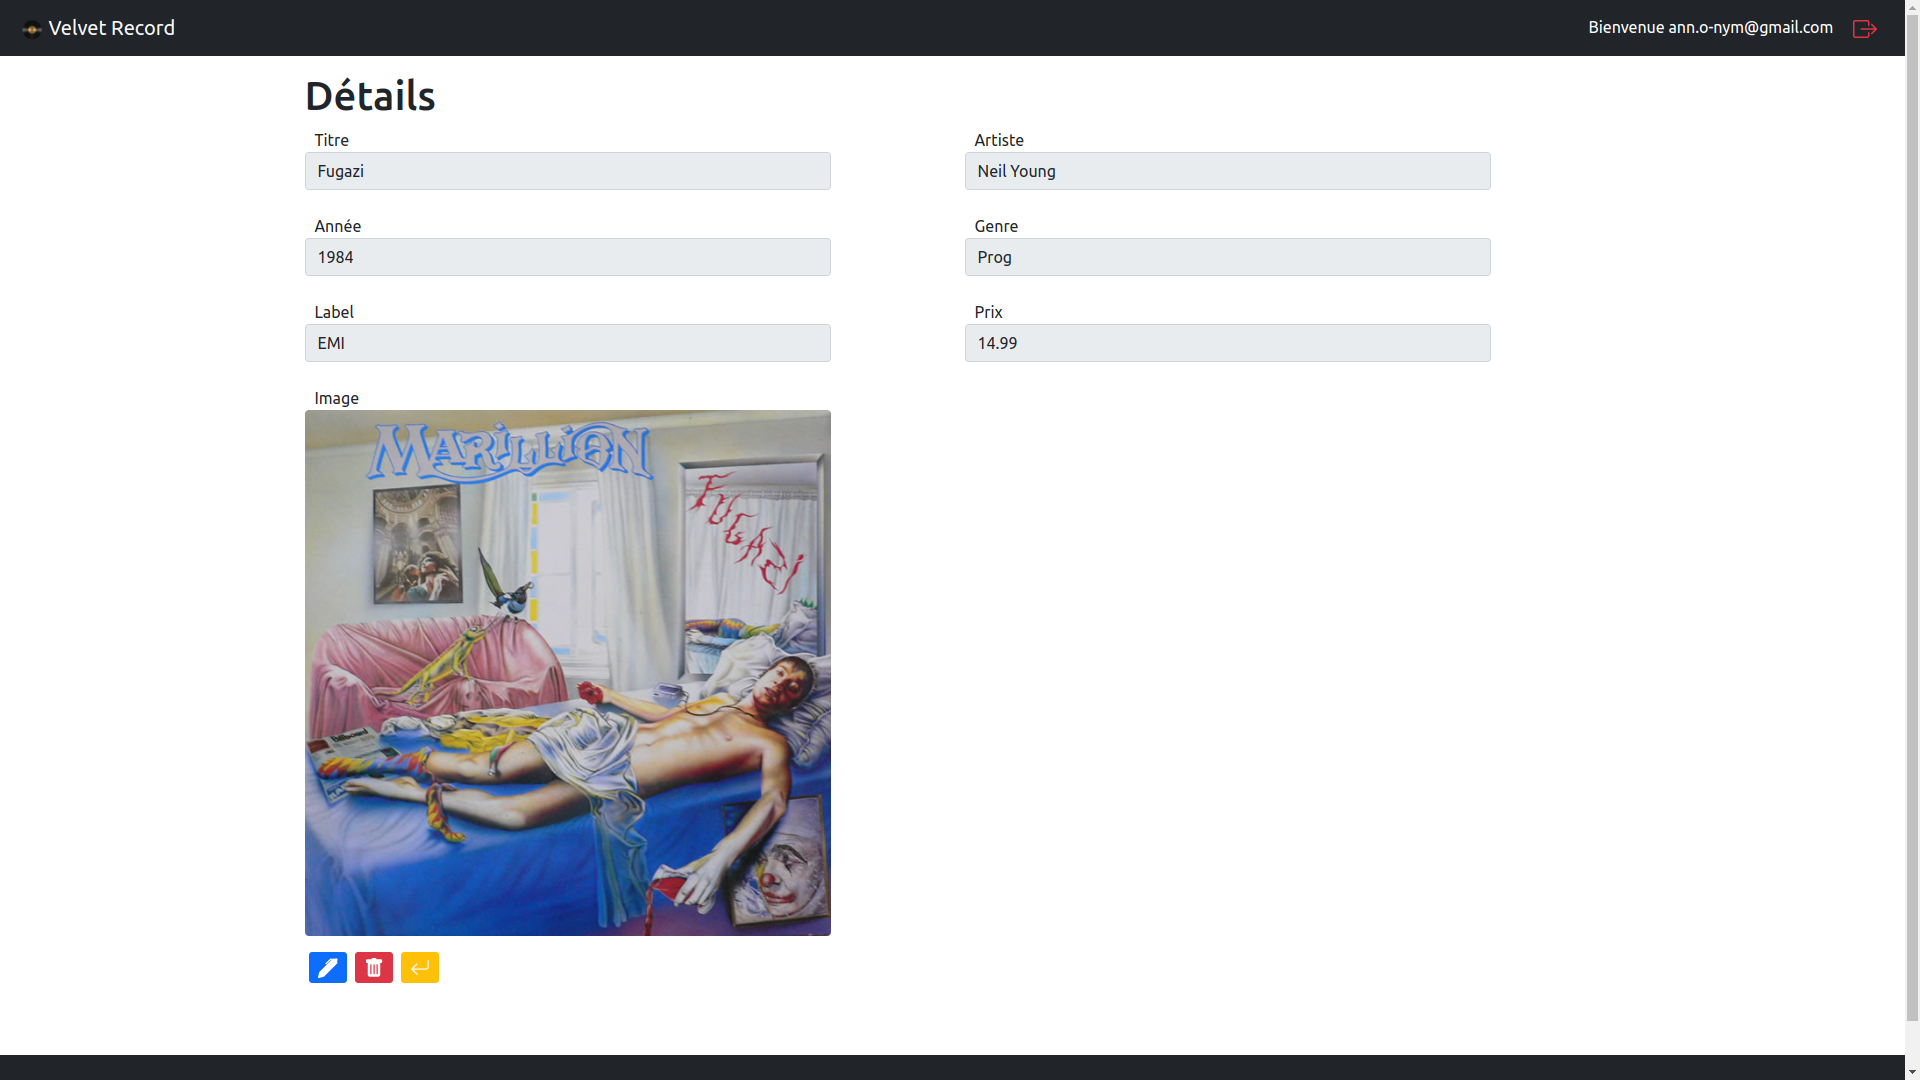 Velvet Record
Bienvenue ann.o-nym@gmail.com
Détails
Titre
Artiste
Fugazi
Neil Young
Année
Genre
1984
Prog
Label
Prix
EMI
14.99
Image
MARILLION
FUGAZI
Billboard